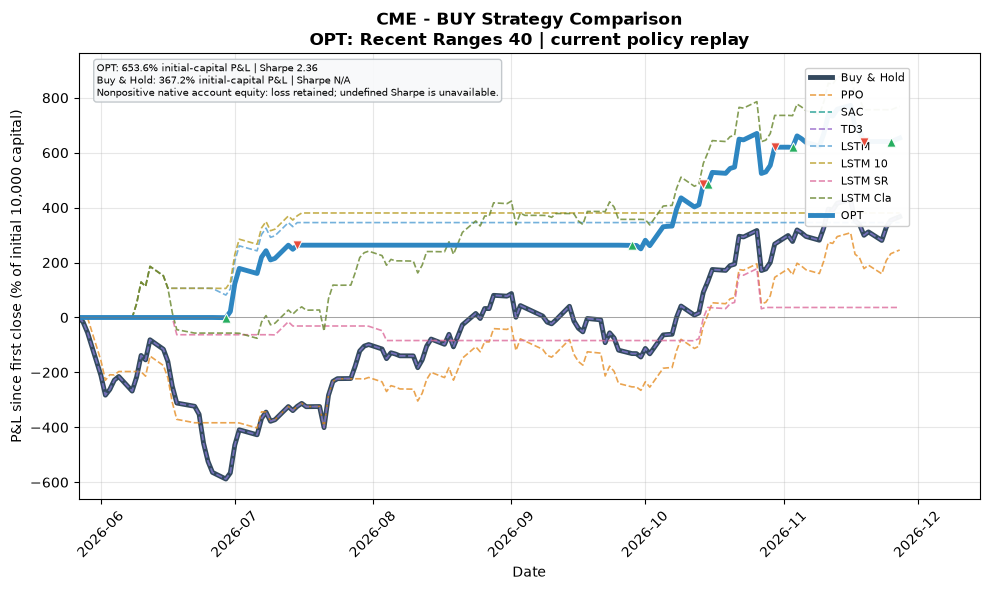 CME - BUY Strategy Comparison
OPT: Recent Ranges 40 | current policy replay
OPT: 653.6% initial-capital P&L | Sharpe 2.36
Buy & Hold: 367.2% initial-capital P&L | Sharpe N/A
Nonpositive native account equity: loss retained; undefined Sharpe is unavailable.
Buy & Hold
PPO
SAC
TD3
LSTM
LSTM 10
LSTM SR
LSTM Cla
OPT
P&L since first close (% of initial 10,000 capital)
800
600
400
200
0
−200
−400
−600
2026-06
2026-07
2026-08
2026-09
2026-10
2026-11
2026-12
Date